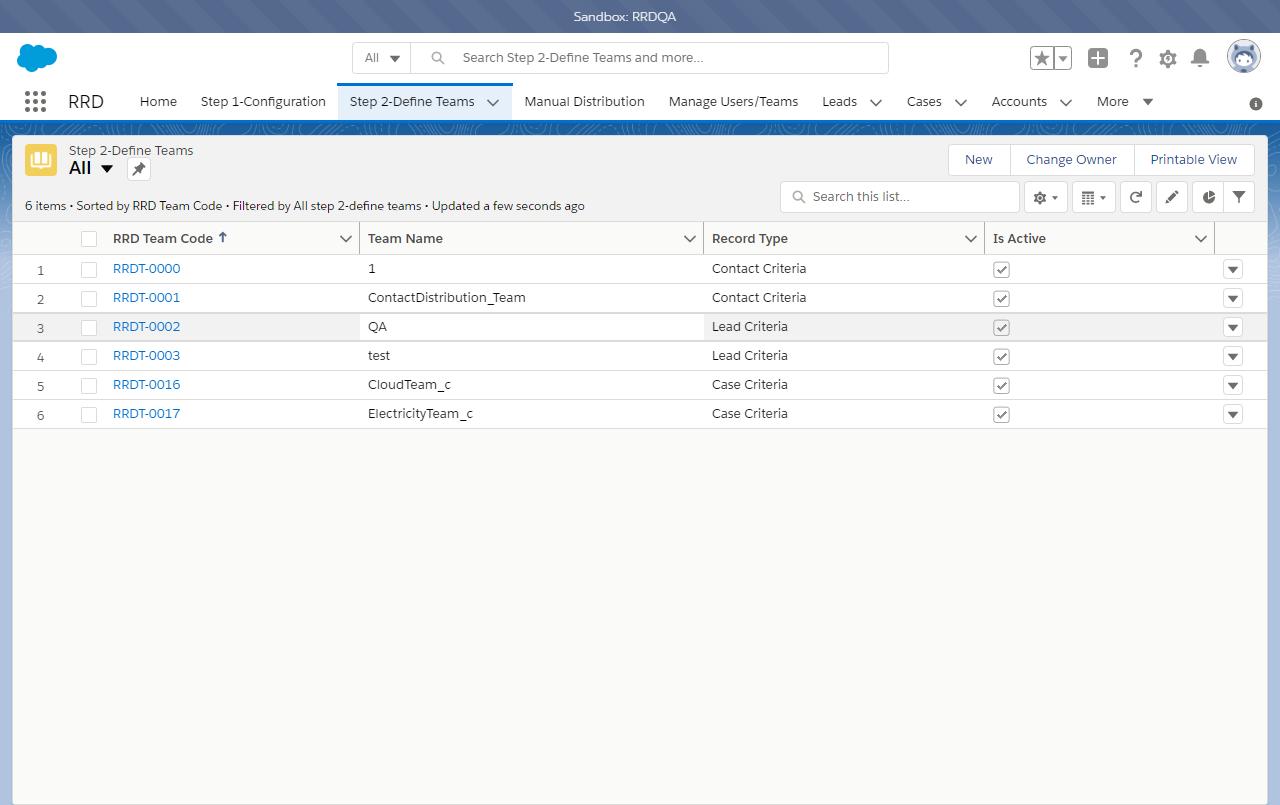 Sandbox: RRDQA
All
Search Step 2-Define Teams and more...
RRD Home Step 1-Configuration Step 2-Define Teams Manual Distribution Manage Users/Teams Leads Cases Accounts More
Step 2-Define Teams
All
New Change Owner Printable View
6 items • Sorted by RRD Team Code • Filtered by All step 2-define teams • Updated a few seconds ago
Search this list...
RRD Team Code ↑ Team Name Record Type Is Active
1 RRDT-0000 1 Contact Criteria
2 RRDT-0001 ContactDistribution_Team Contact Criteria
3 RRDT-0002 QA Lead Criteria
4 RRDT-0003 test Lead Criteria
5 RRDT-0016 CloudTeam_c Case Criteria
6 RRDT-0017 ElectricityTeam_c Case Criteria